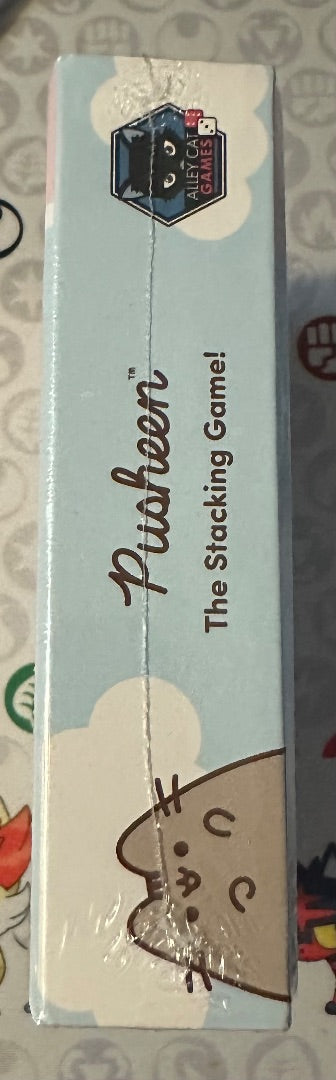 Pusheen™
The Stacking Game!
ALLEY CAT
GAMES